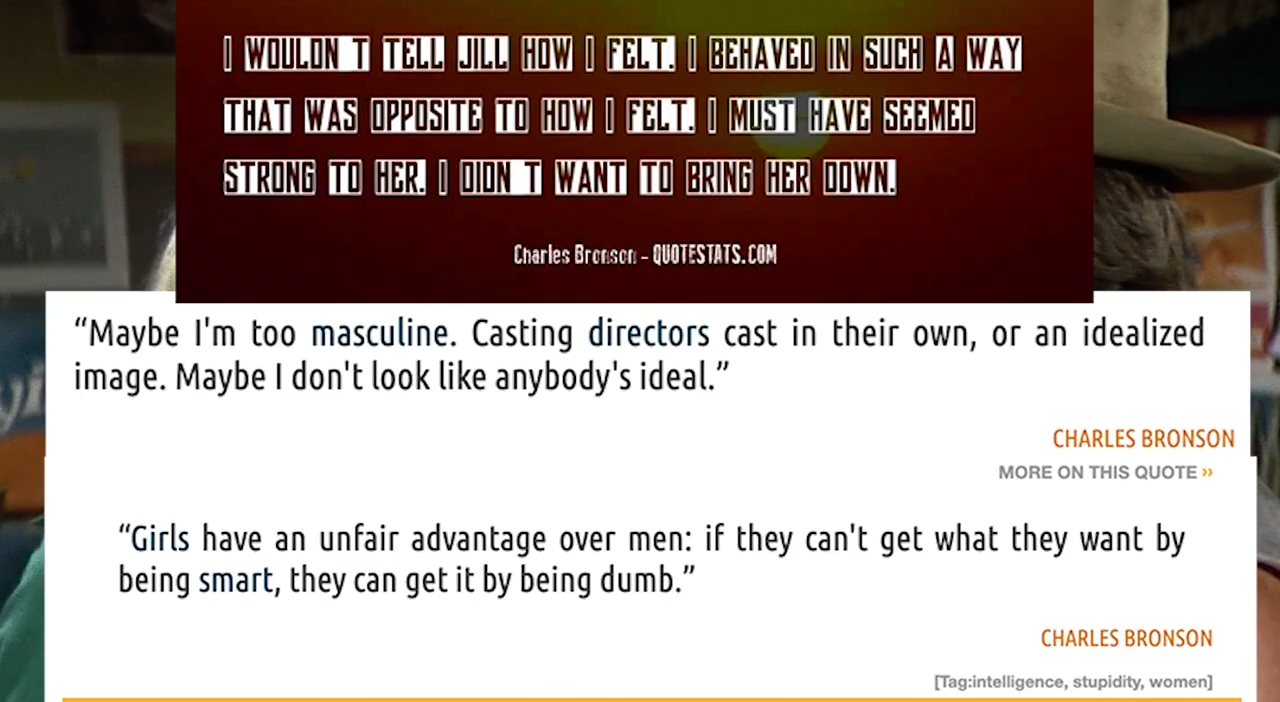 I WOULDN T TELL JILL HOW I FELT. I BEHAVED IN SUCH A WAY
THAT WAS OPPOSITE TO HOW I FELT. I MUST HAVE SEEMED
STRONG TO HER. I DIDN T WANT TO BRING HER DOWN.
Charles Bronson - QUOTESTATS.COM
“Maybe I'm too masculine. Casting directors cast in their own, or an idealized
image. Maybe I don't look like anybody's ideal.”
CHARLES BRONSON
MORE ON THIS QUOTE ››
“Girls have an unfair advantage over men: if they can't get what they want by
being smart, they can get it by being dumb.”
CHARLES BRONSON
[Tag:intelligence, stupidity, women]